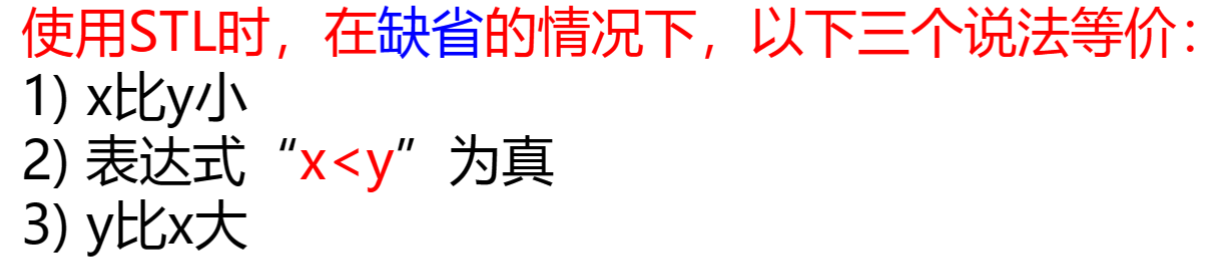 使用STL时，在缺省的情况下，以下三个说法等价：
1) x比y小
2) 表达式“x<y”为真
3) y比x大